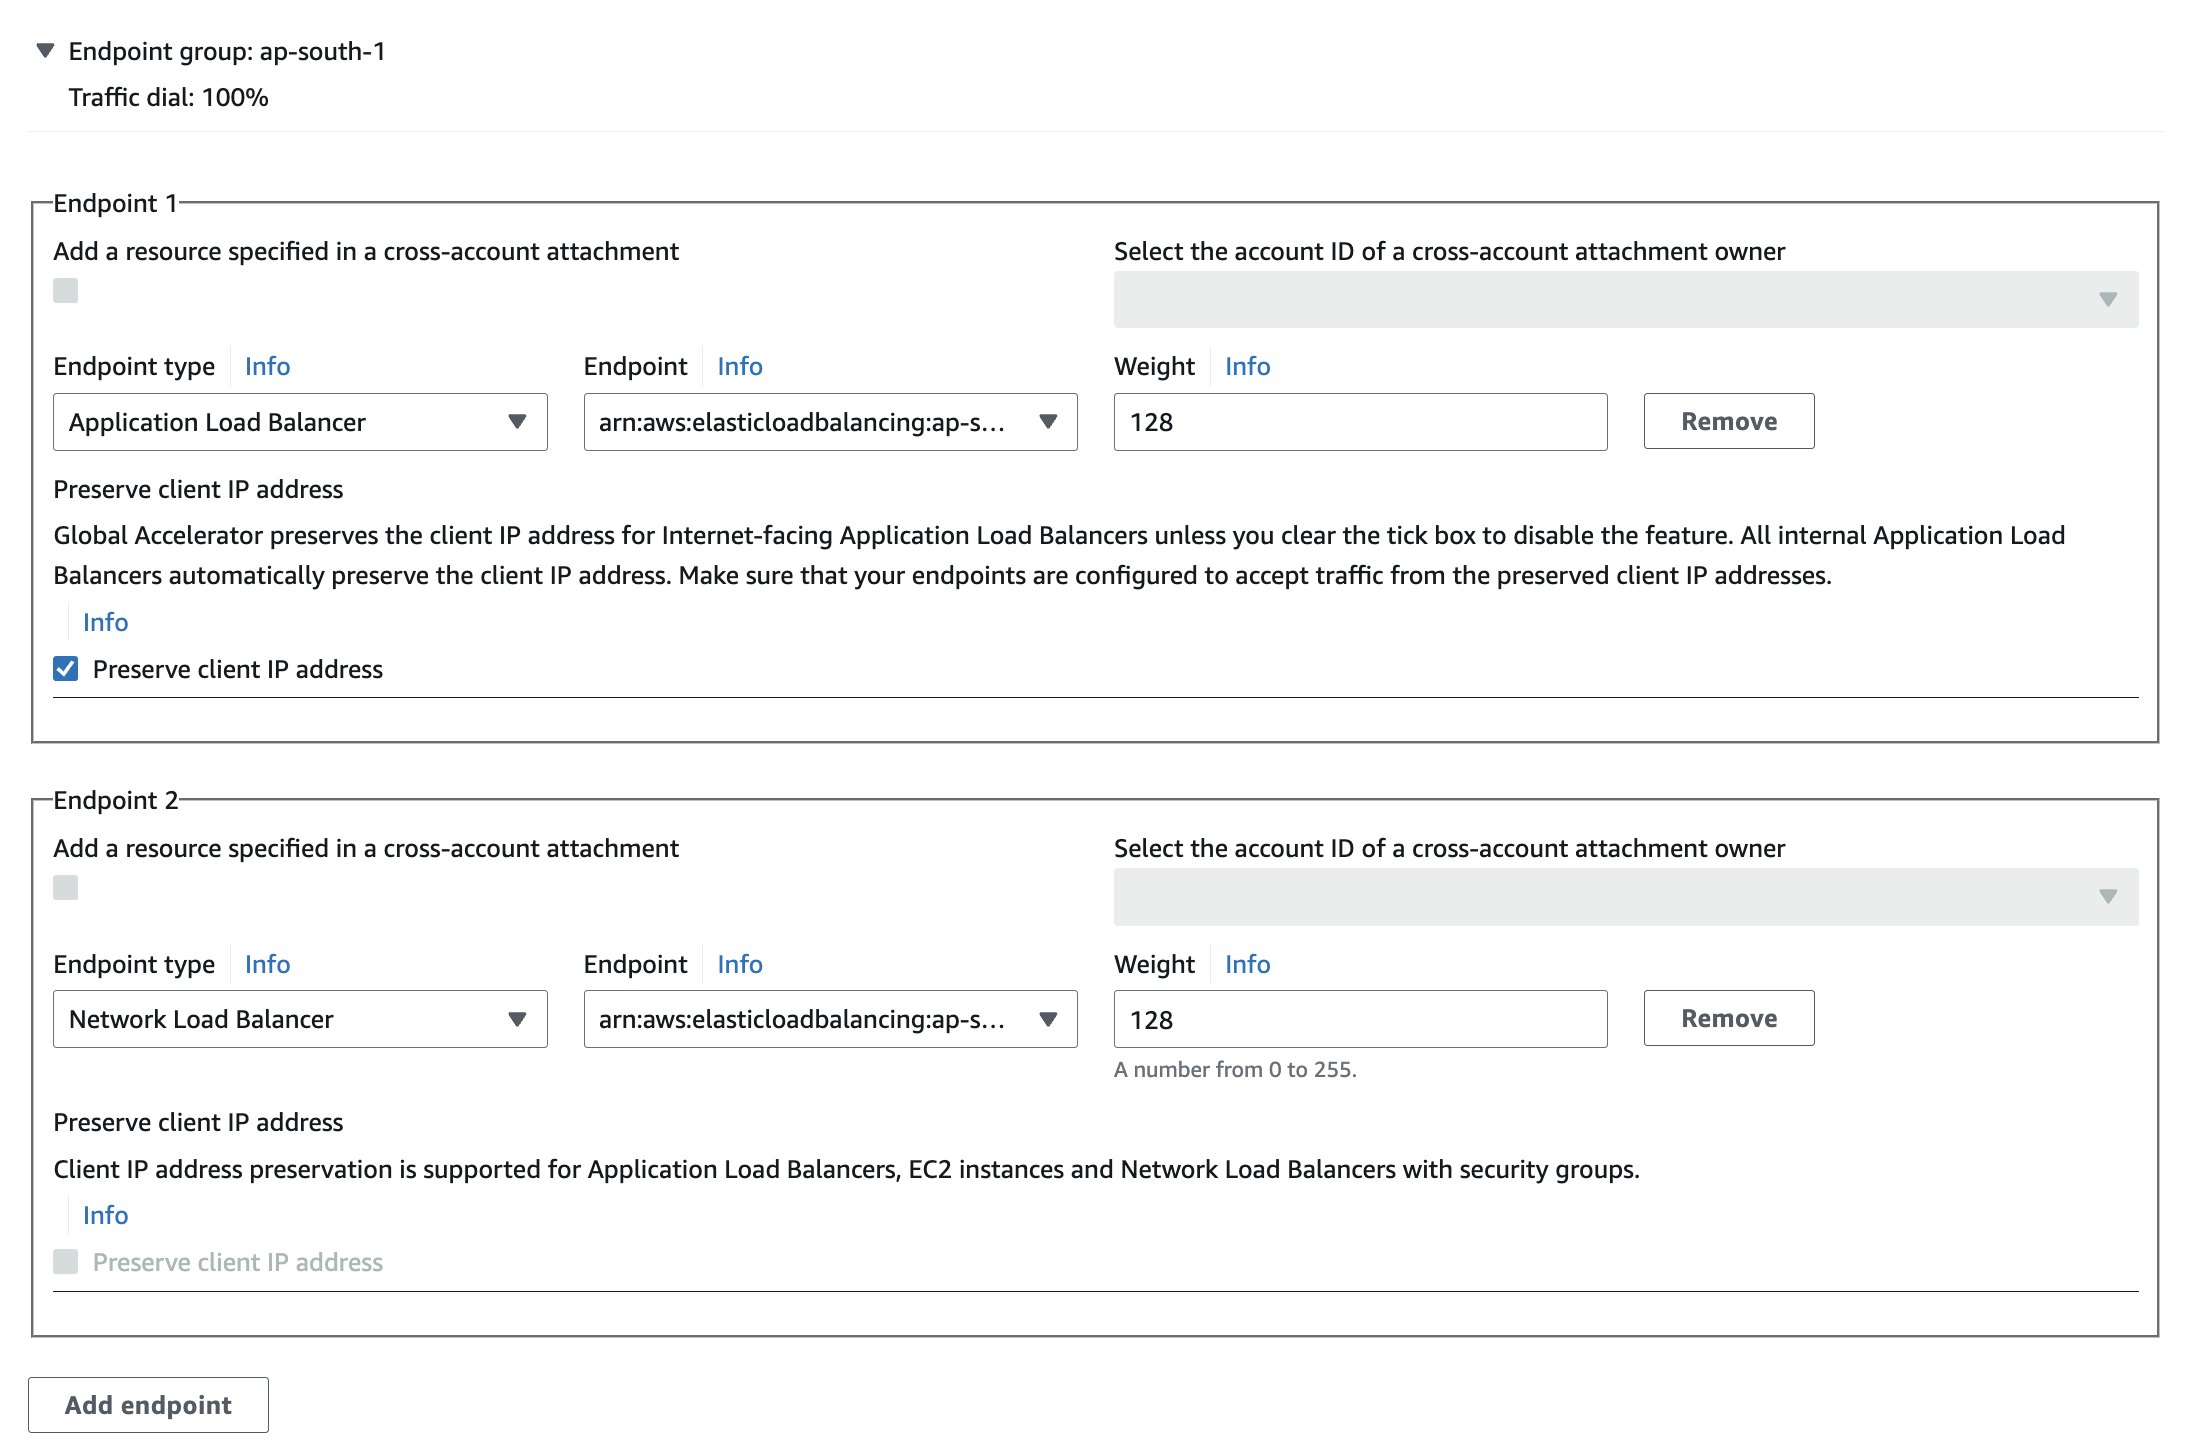 Endpoint group: ap-south-1
Traffic dial: 100%
Endpoint 1
Add a resource specified in a cross-account attachment
Select the account ID of a cross-account attachment owner
Endpoint type Info
Endpoint Info
Weight Info
Application Load Balancer
arn:aws:elasticloadbalancing:ap-s...
128
Remove
Preserve client IP address
Global Accelerator preserves the client IP address for Internet-facing Application Load Balancers unless you clear the tick box to disable the feature. All internal Application Load
Balancers automatically preserve the client IP address. Make sure that your endpoints are configured to accept traffic from the preserved client IP addresses.
Info
Preserve client IP address
Endpoint 2
Add a resource specified in a cross-account attachment
Select the account ID of a cross-account attachment owner
Endpoint type Info
Endpoint Info
Weight Info
Network Load Balancer
arn:aws:elasticloadbalancing:ap-s...
128
Remove
A number from 0 to 255.
Preserve client IP address
Client IP address preservation is supported for Application Load Balancers, EC2 instances and Network Load Balancers with security groups.
Info
Preserve client IP address
Add endpoint